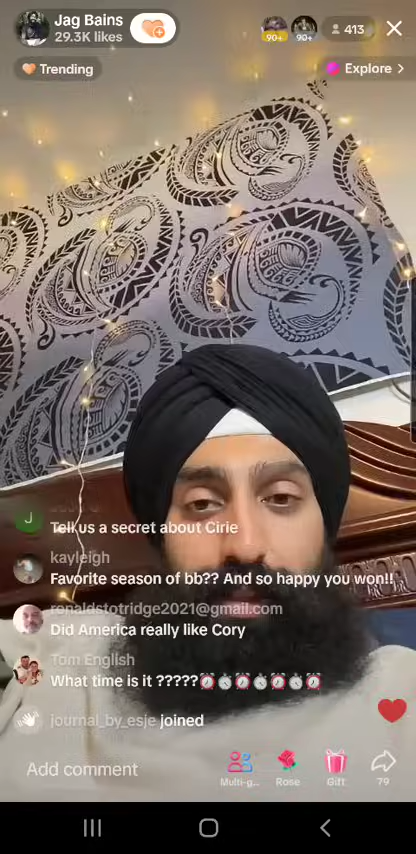 Jag Bains
29.3K likes
90+
90+
413
Trending
Explore >
J
Tell us a secret about Cirie
kayleigh
Favorite season of bb?? And so happy you won!!
ronaldstotridge2021@gmail.com
Did America really like Cory
Tom English
What time is it ?????⏰⏱️⏰⏱️⏰⏱️⏰
journal_by_esje joined
Add comment
Multi-g...
Rose
Gift
79